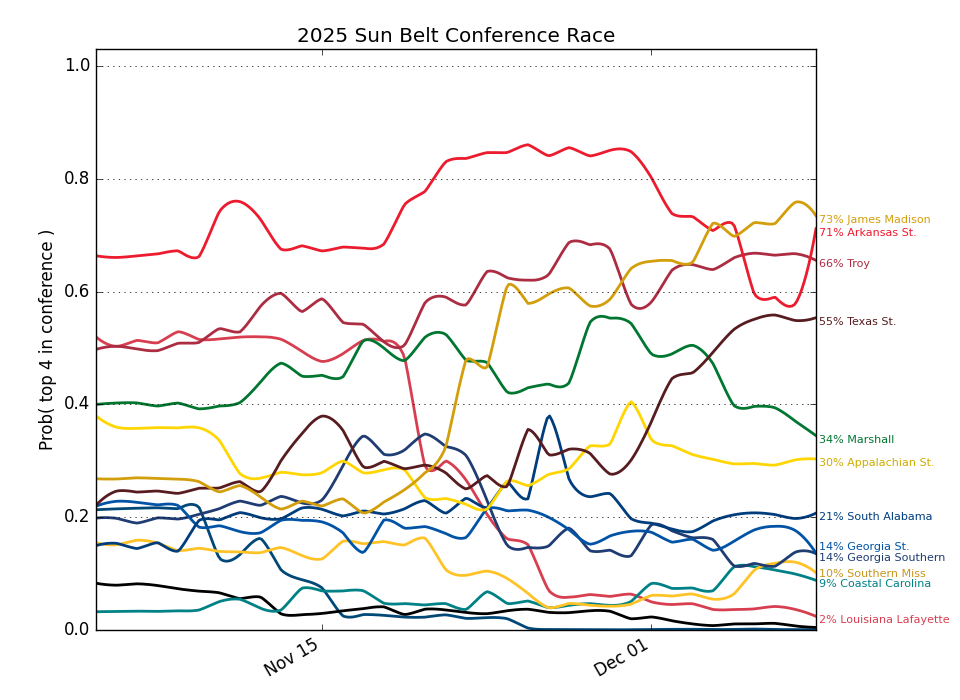 2025 Sun Belt Conference Race
Prob( top 4 in conference )
1.0
0.8
0.6
0.4
0.2
0.0
Nov 15
Dec 01
73% James Madison
71% Arkansas St.
66% Troy
55% Texas St.
34% Marshall
30% Appalachian St.
21% South Alabama
14% Georgia St.
14% Georgia Southern
10% Southern Miss
9% Coastal Carolina
2% Louisiana Lafayette